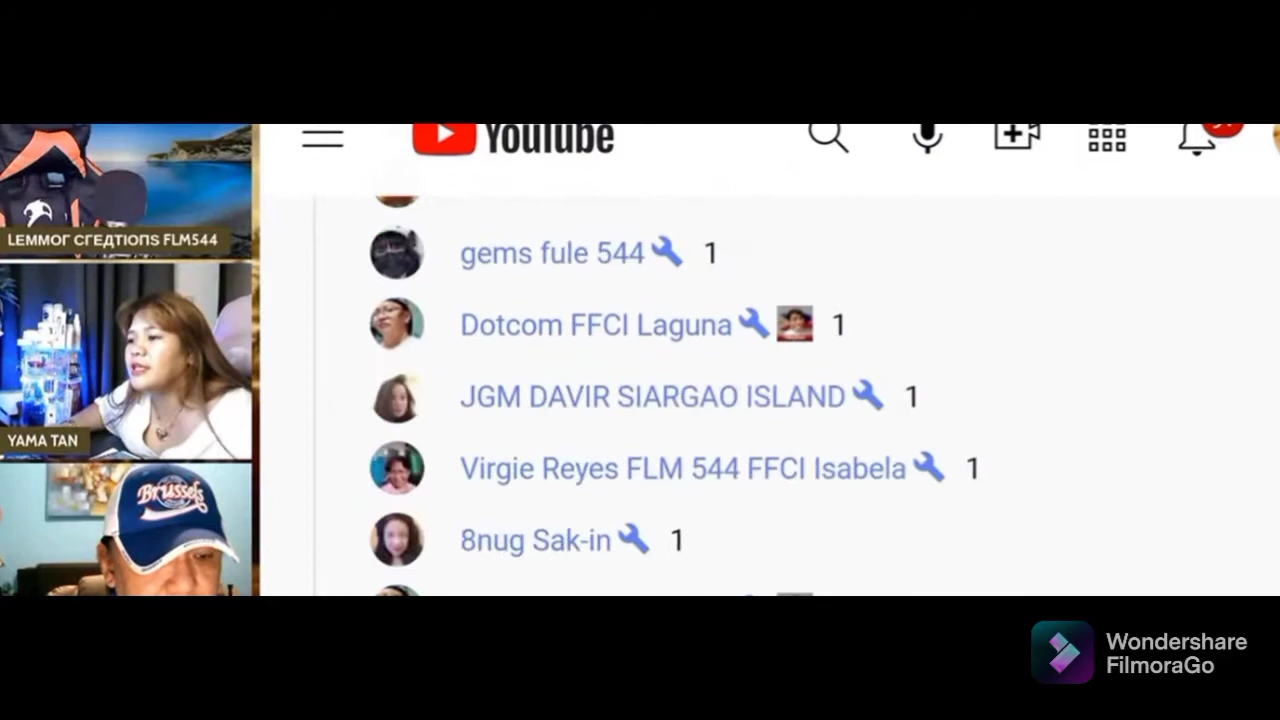 YouTube
LEMMOГ CГEДTIOПS FLM544
gems fule 544 1
Dotcom FFCI Laguna 1
JGM DAVIR SIARGAO ISLAND 1
YAMA TAN
Virgie Reyes FLM 544 FFCI Isabela 1
Brussels
8nug Sak-in 1
Wondershare
FilmoraGo